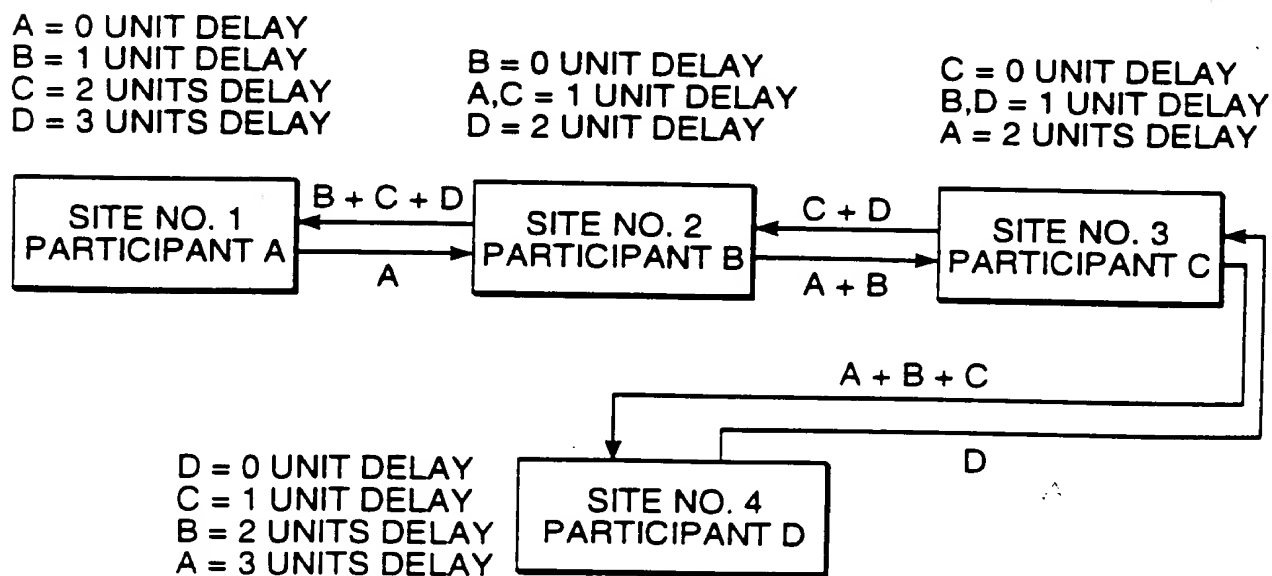 A = 0 UNIT DELAY
B = 1 UNIT DELAY
C = 2 UNITS DELAY
D = 3 UNITS DELAY
B = 0 UNIT DELAY
A,C = 1 UNIT DELAY
D = 2 UNIT DELAY
C = 0 UNIT DELAY
B,D = 1 UNIT DELAY
A = 2 UNITS DELAY
SITE NO. 1
PARTICIPANT A
B + C + D
A
SITE NO. 2
PARTICIPANT B
C + D
A + B
SITE NO. 3
PARTICIPANT C
A + B + C
D
D = 0 UNIT DELAY
C = 1 UNIT DELAY
B = 2 UNITS DELAY
A = 3 UNITS DELAY
SITE NO. 4
PARTICIPANT D